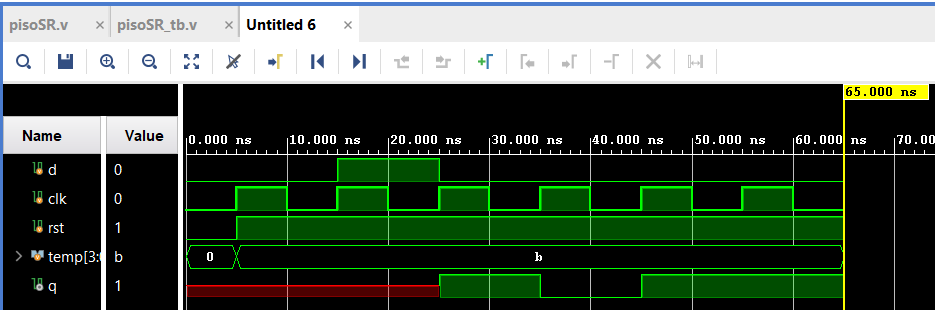 pisoSR.v × pisoSR_tb.v × Untitled 6 ×
65.000 ns
Name Value
0.000 ns 10.000 ns 20.000 ns 30.000 ns 40.000 ns 50.000 ns 60.000 ns 70.00
d 0
clk 0
rst 1
temp[3:0 b 0 b
q 1